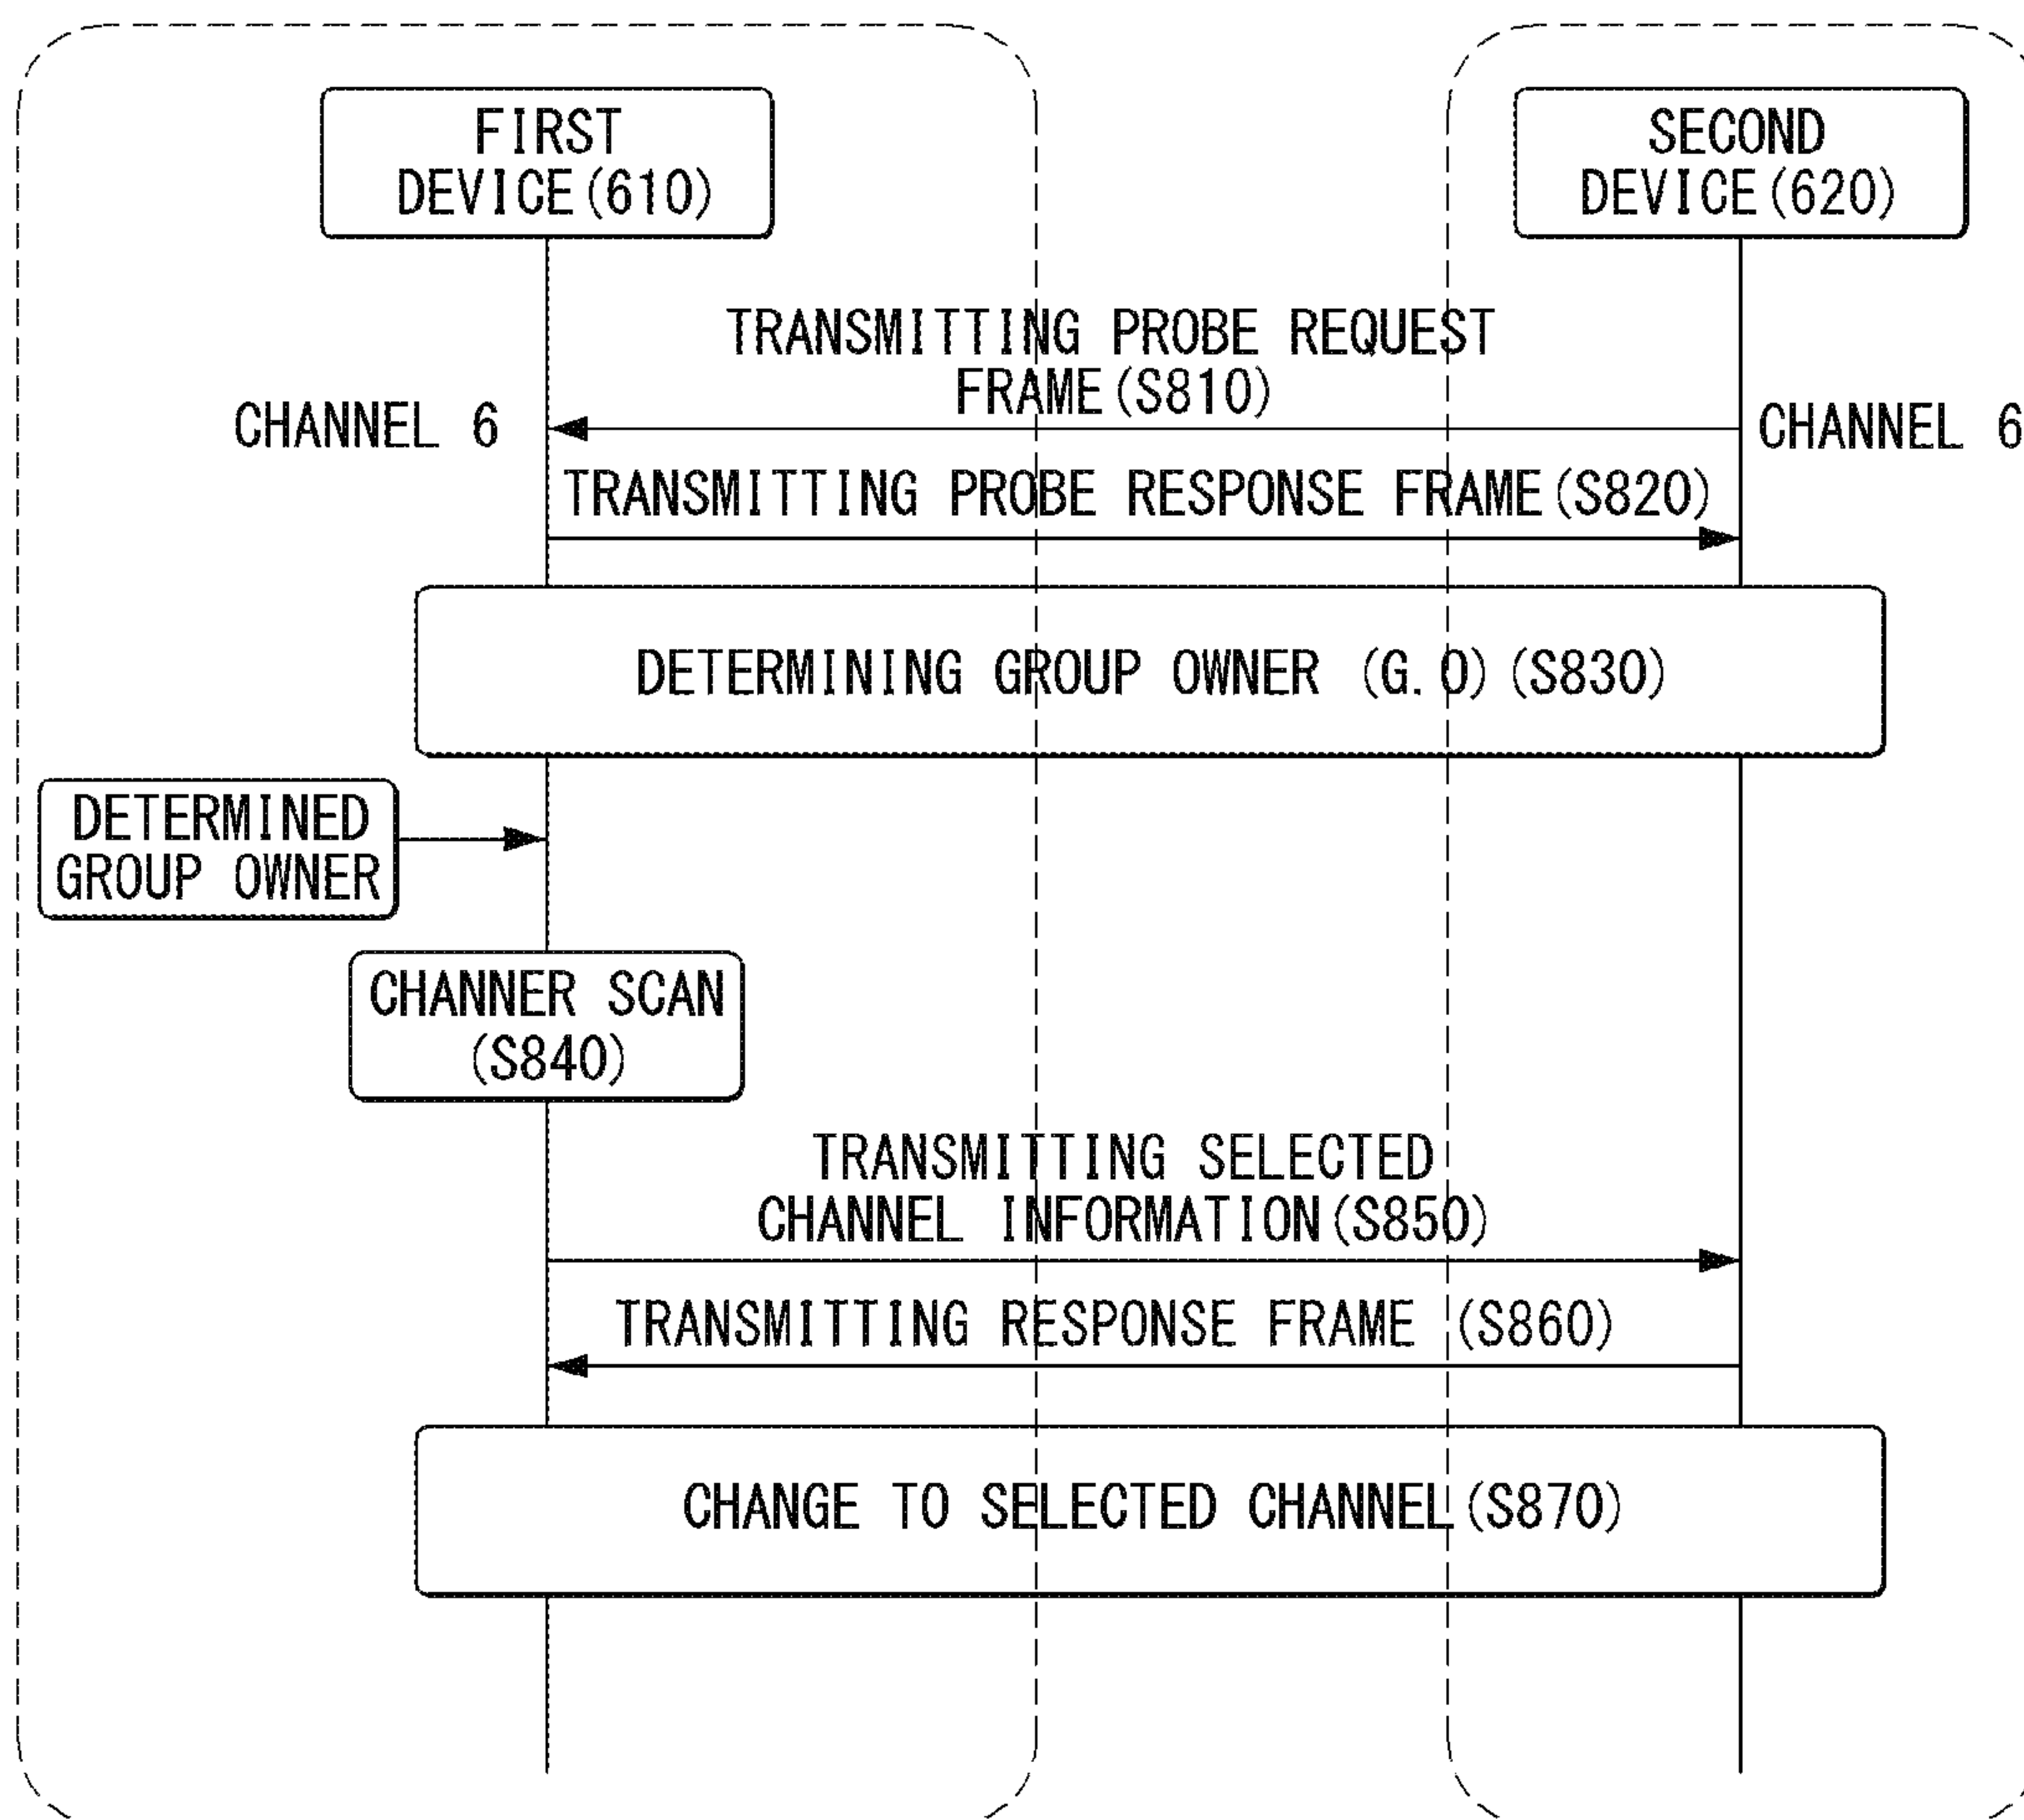 FIRST
DEVICE(610)
SECOND
DEVICE(620)
TRANSMITTING PROBE REQUEST
FRAME(S810)
CHANNEL 6
CHANNEL 6
TRANSMITTING PROBE RESPONSE FRAME(S820)
DETERMINING GROUP OWNER (G.O)(S830)
DETERMINED
GROUP OWNER
CHANNER SCAN
(S840)
TRANSMITTING SELECTED
CHANNEL INFORMATION(S850)
TRANSMITTING RESPONSE FRAME (S860)
CHANGE TO SELECTED CHANNEL(S870)